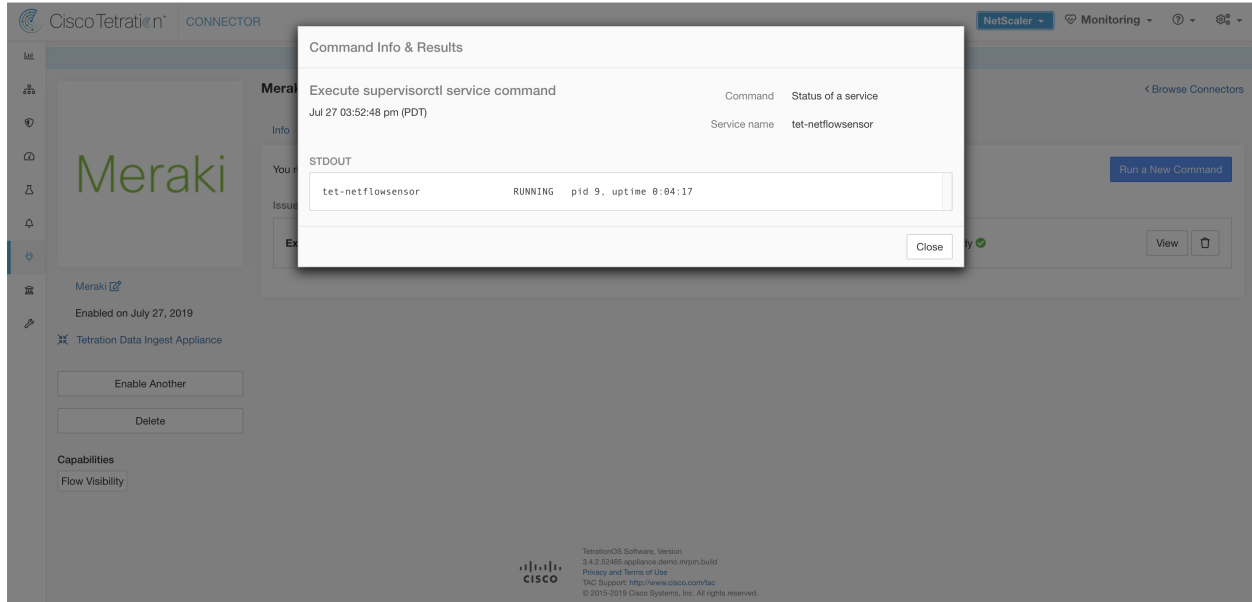 Cisco Tetration™ CONNECTOR
NetScaler
Monitoring
Command Info & Results
Execute supervisorctl service command
Jul 27 03:52:48 pm (PDT)
Command Status of a service
Service name tet-netflowsensor
STDOUT
tet-netflowsensor RUNNING pid 9, uptime 0:04:17
Close
< Browse Connectors
Info
Run a New Command
View
Meraki
Meraki
Enabled on July 27, 2019
Tetration Data Ingest Appliance
Enable Another
Delete
Capabilities
Flow Visibility
CISCO
TetrationOS Software, Version
3.4.2.52465.appliance.demo.mrpm.build
Privacy and Terms of Use
TAC Support: http://www.cisco.com/tac
© 2015-2019 Cisco Systems, Inc. All rights reserved.